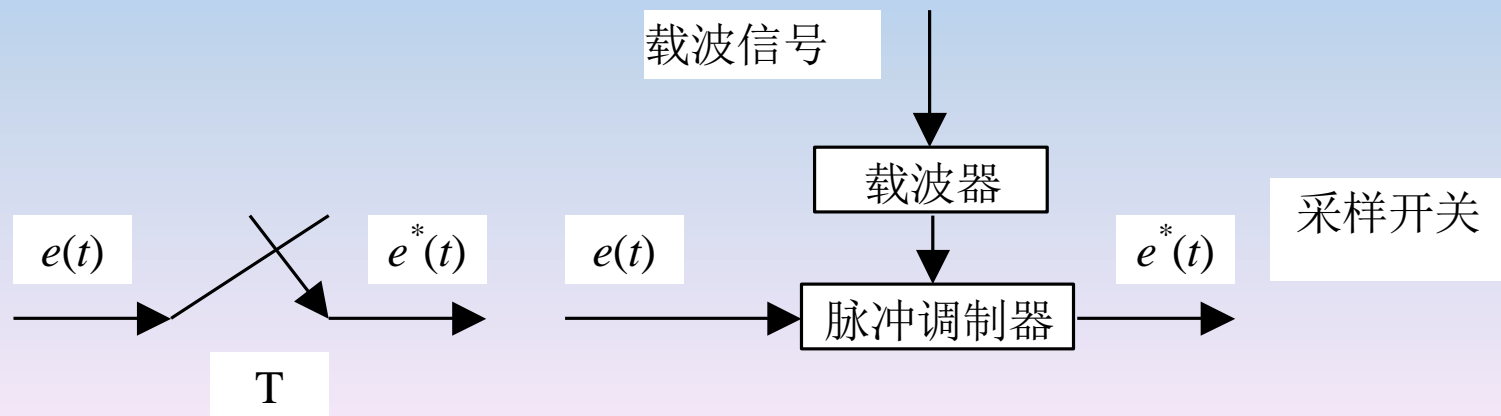 载波信号
载波器
采样开关
e(t)
e*(t)
e(t)
e*(t)
脉冲调制器
T